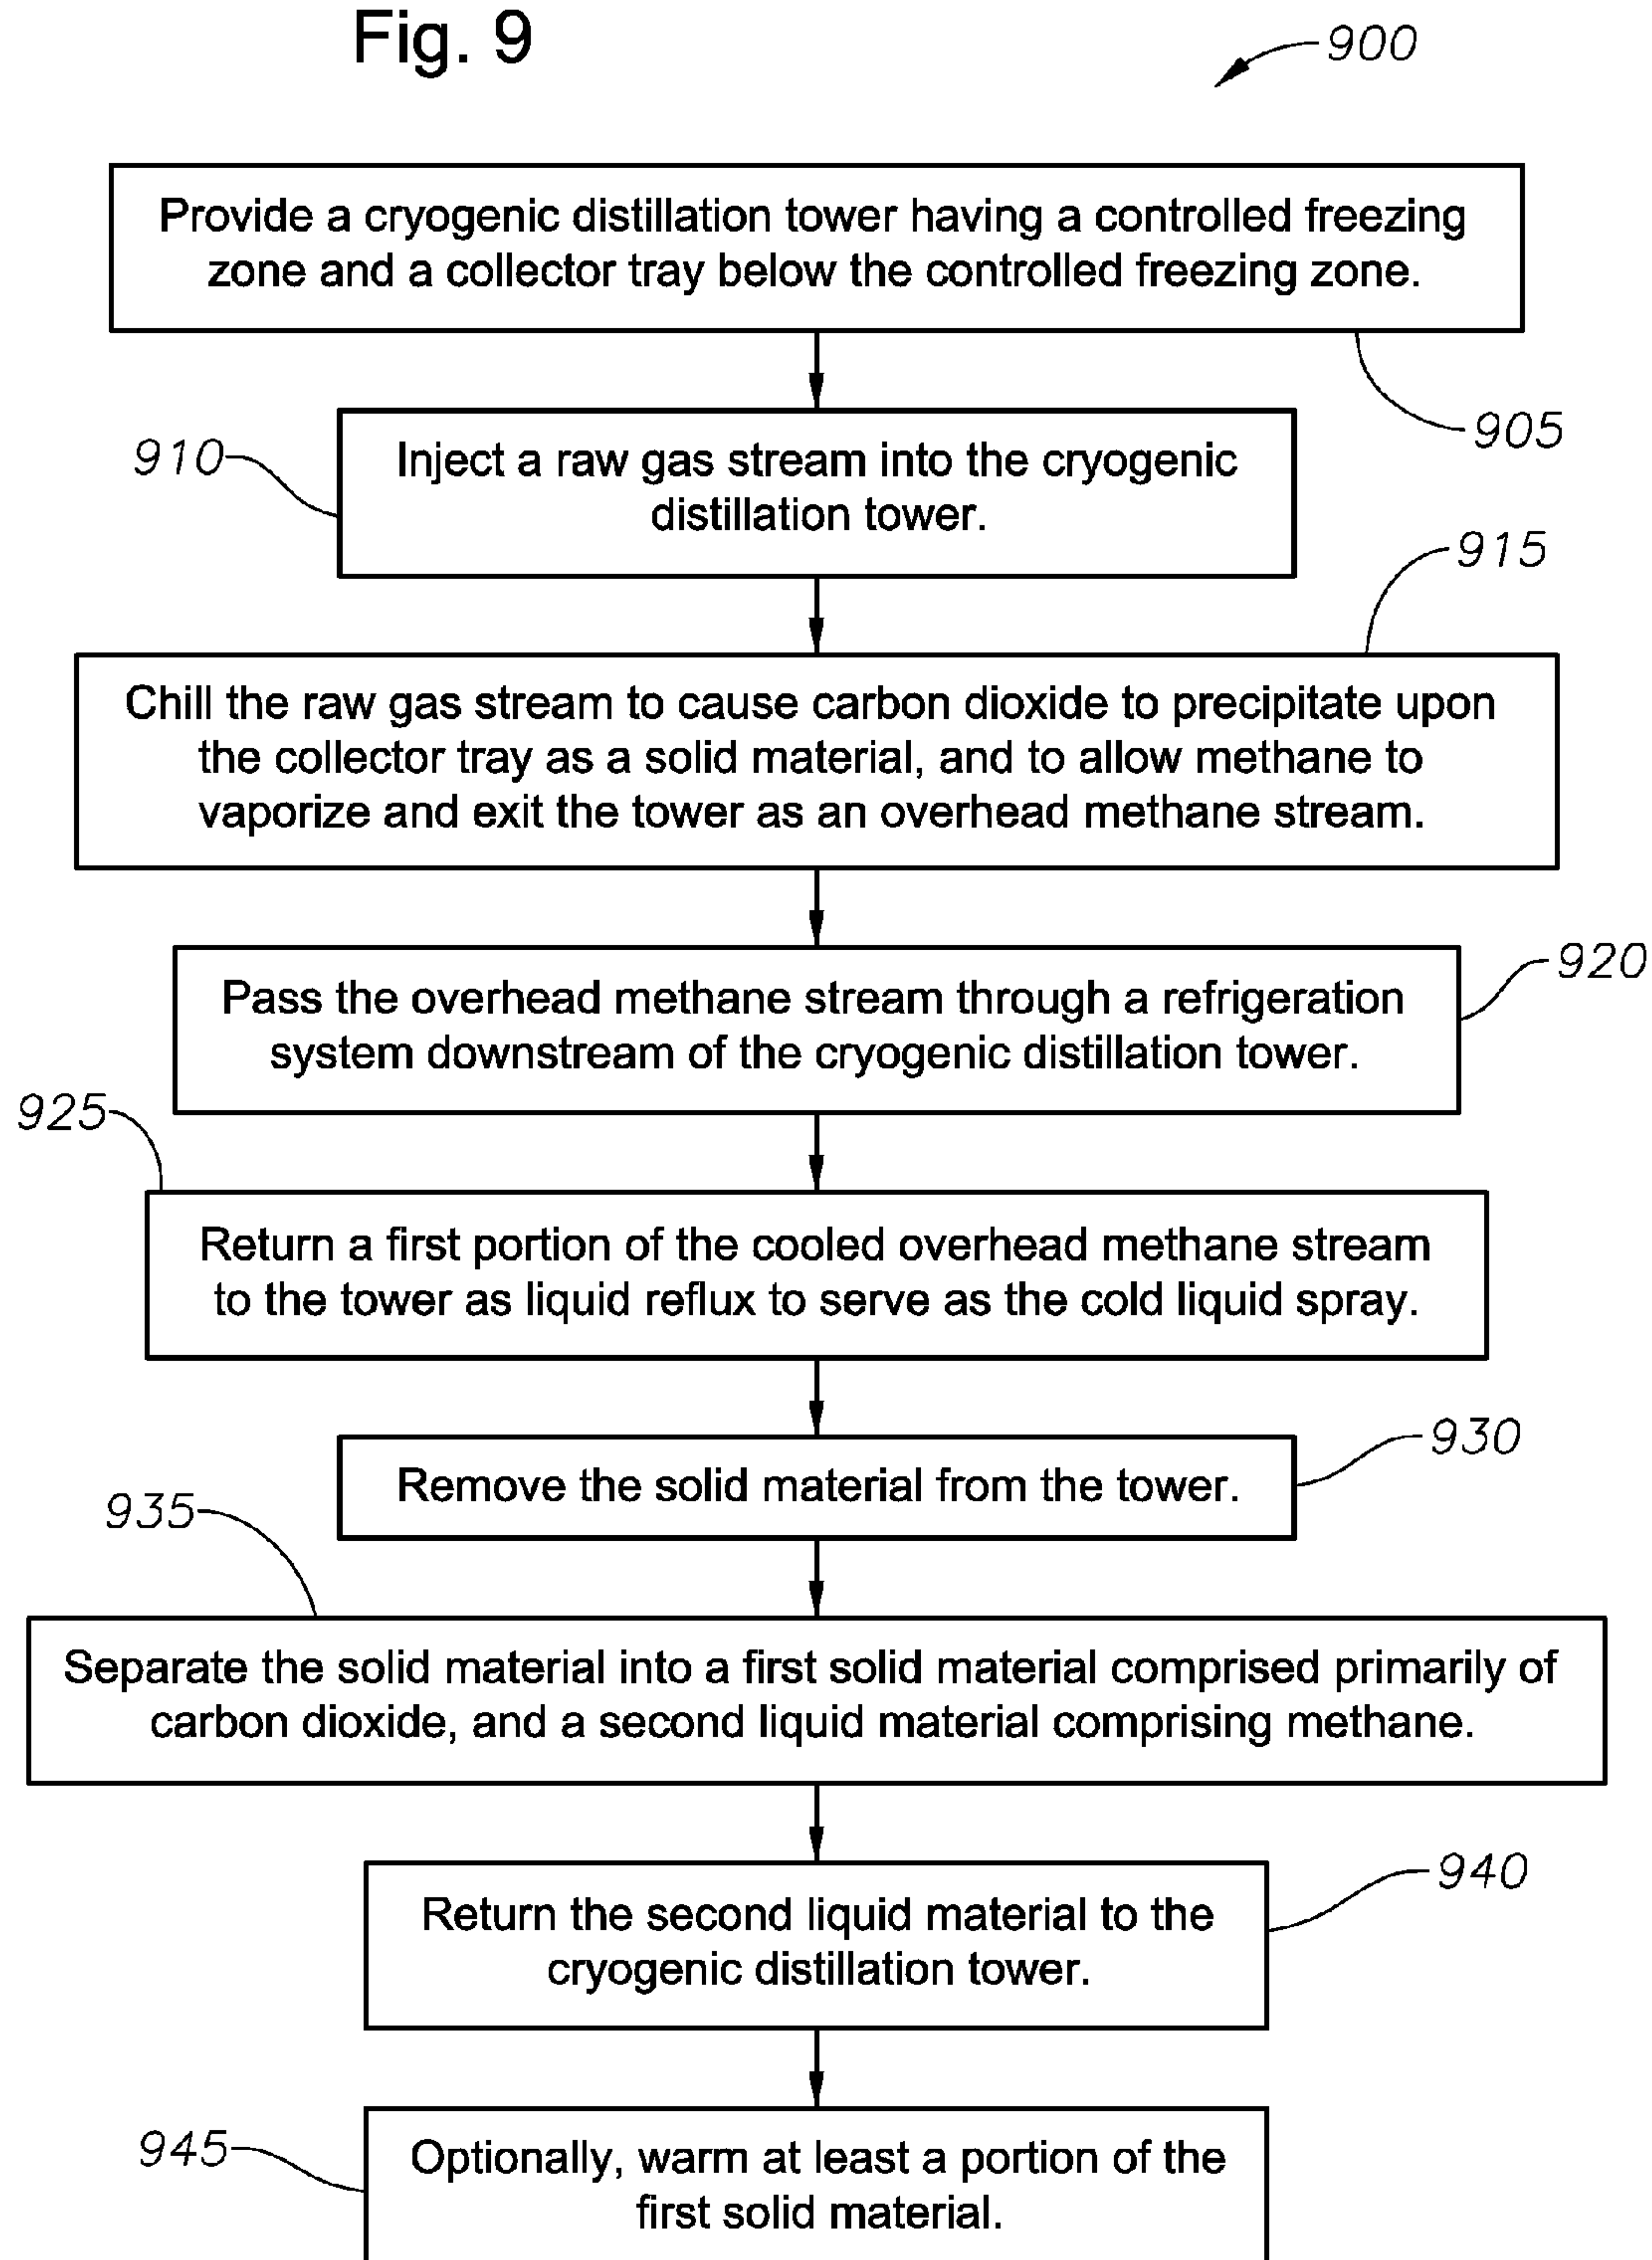 Fig. 9
900
Provide a cryogenic distillation tower having a controlled freezing
zone and a collector tray below the controlled freezing zone.
905
910
Inject a raw gas stream into the cryogenic
distillation tower.
915
Chill the raw gas stream to cause carbon dioxide to precipitate upon
the collector tray as a solid material, and to allow methane to
vaporize and exit the tower as an overhead methane stream.
920
Pass the overhead methane stream through a refrigeration
system downstream of the cryogenic distillation tower.
925
Return a first portion of the cooled overhead methane stream
to the tower as liquid reflux to serve as the cold liquid spray.
930
Remove the solid material from the tower.
935
Separate the solid material into a first solid material comprised primarily of
carbon dioxide, and a second liquid material comprising methane.
940
Return the second liquid material to the
cryogenic distillation tower.
945
Optionally, warm at least a portion of the
first solid material.